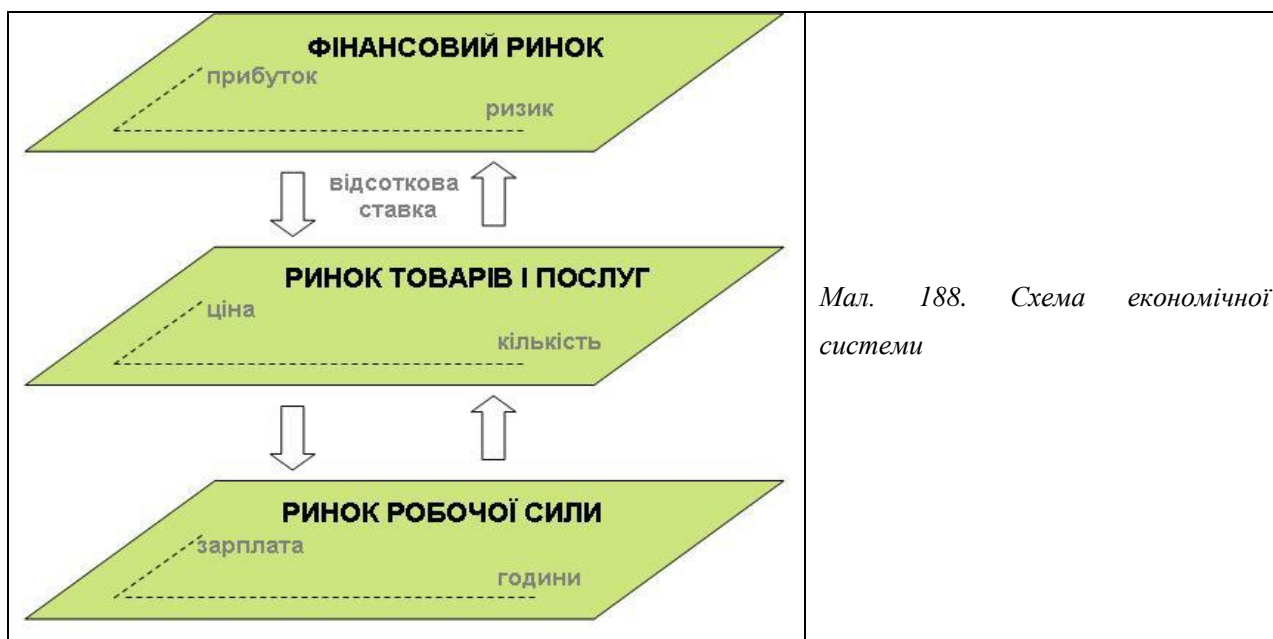 ФІНАНСОВИЙ РИНОК
прибуток
ризик
відсоткова
ставка
РИНОК ТОВАРІВ І ПОСЛУГ
ціна
кількість
РИНОК РОБОЧОЇ СИЛИ
зарплата
години
Мал. 188. Схема економічної
системи